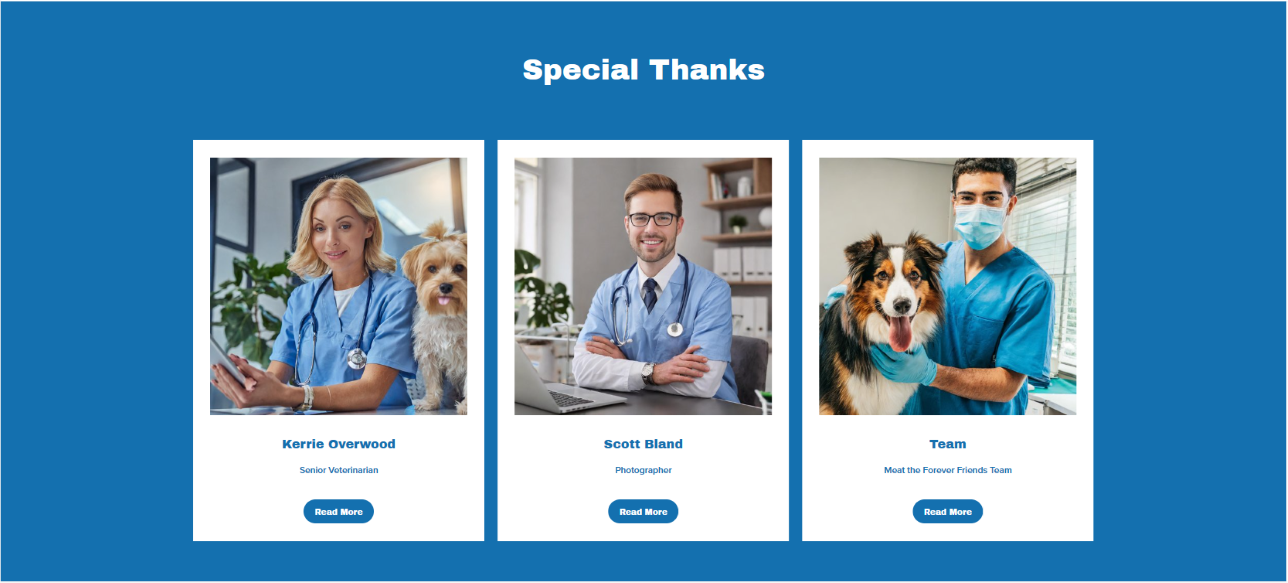 Special Thanks
Kerrie Overwood
Senior Veterinarian
Read More
Scott Bland
Photographer
Read More
Team
Meat the Forever Friends Team
Read More